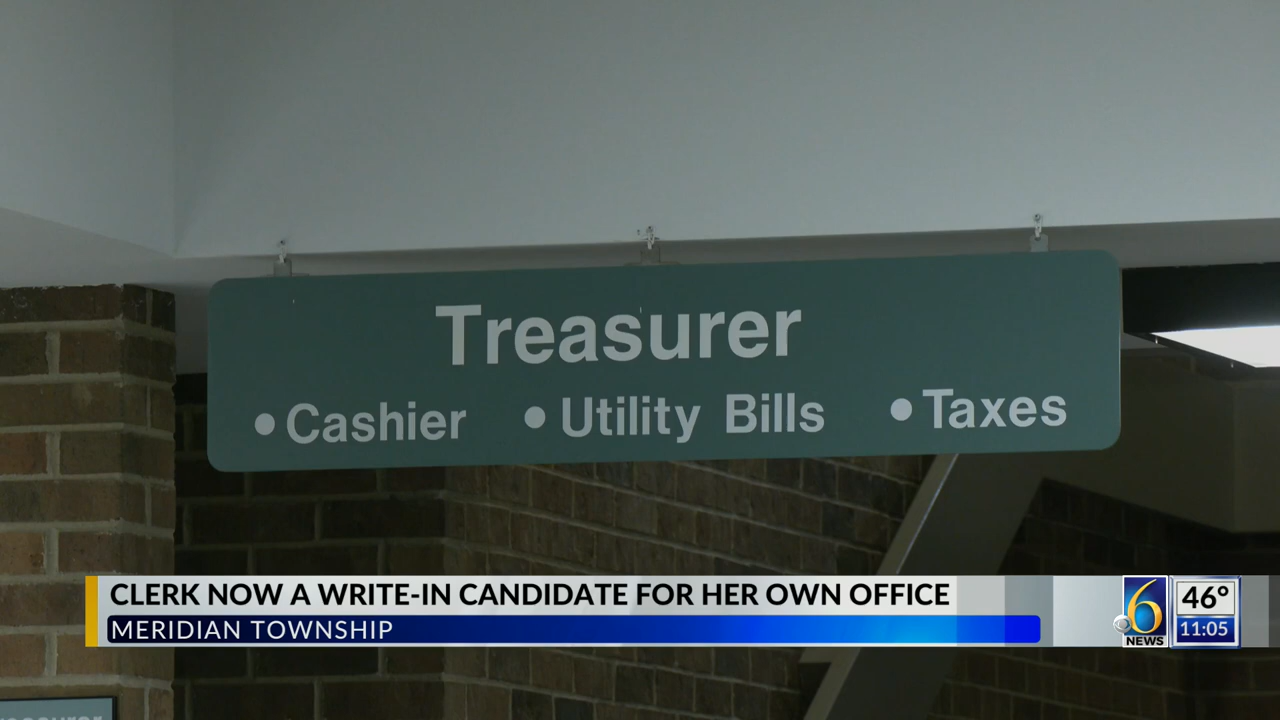 Treasurer
• Cashier • Utility Bills • Taxes
CLERK NOW A WRITE-IN CANDIDATE FOR HER OWN OFFICE
MERIDIAN TOWNSHIP
6
NEWS
46°
11:05